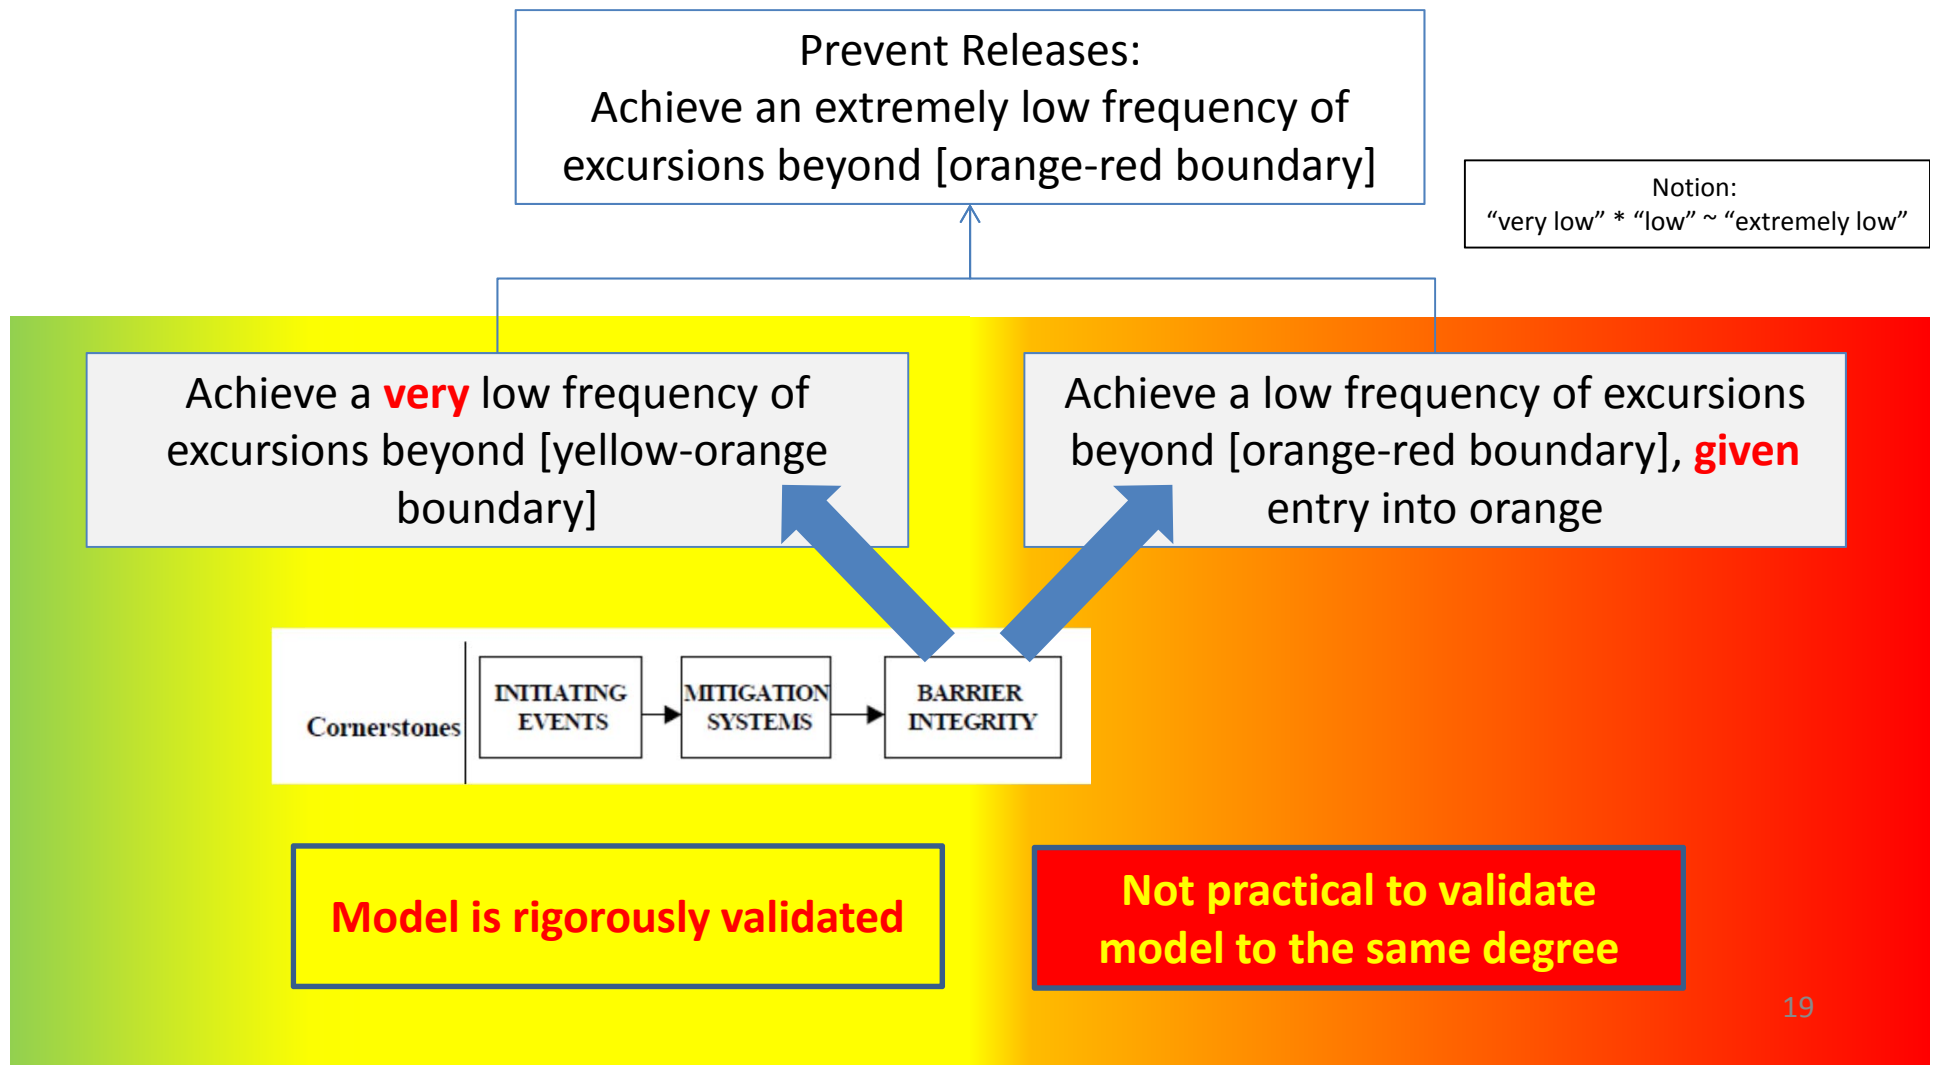 Prevent Releases:
Achieve an extremely low frequency of
excursions beyond [orange-red boundary]
Notion:
“very low” * “low” ~ “extremely low”
Achieve a very low frequency of
excursions beyond [yellow-orange
boundary]
Achieve a low frequency of excursions
beyond [orange-red boundary], given
entry into orange
Cornerstones
INITIATING
EVENTS
MITIGATION
SYSTEMS
BARRIER
INTEGRITY
Model is rigorously validated
Not practical to validate
model to the same degree
19